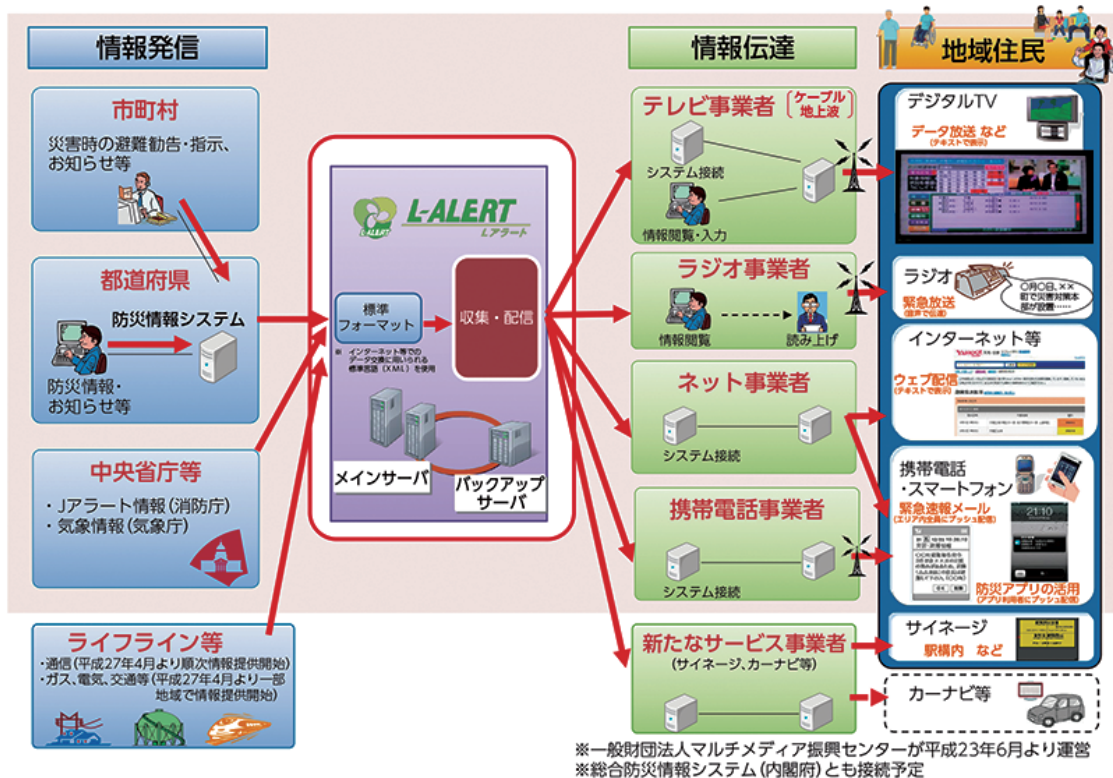 情報発信
市町村
災害時の避難勧告・指示、
お知らせ等
都道府県
防災情報システム
防災情報・
お知らせ等
中央省庁等
・Jアラート情報(消防庁)
・気象情報(気象庁)
ライフライン等
・通信(平成27年4月より順次情報提供開始)
・ガス、電気、交通等(平成27年4月より一部
地域で情報提供開始)
L-ALERT
L-ALERT
Lアラート
標準
フォーマット
収集・配信
※ インターネット等での
データ交換に用いられる
標準言語(XML)を使用
メインサーバ
バックアップ
サーバ
情報伝達
テレビ事業者
ケーブル
地上波
システム接続
情報閲覧・入力
ラジオ事業者
情報閲覧
読み上げ
ネット事業者
システム接続
携帯電話事業者
システム接続
新たなサービス事業者
(サイネージ、カーナビ等)
地域住民
デジタルTV
データ放送 など
(テキストで表示)
ラジオ
緊急放送
(音声で伝達)
〇月〇日、××
町で災害対策本
部が設置……
インターネット等
ウェブ配信
(テキストで表示)
携帯電話
・スマートフォン
緊急速報メール
(エリア内全員にプッシュ配信)
21:10
防災アプリの活用
(アプリ利用者にプッシュ配信)
サイネージ
駅構内 など
カーナビ等
※一般財団法人マルチメディア振興センターが平成23年6月より運営
※総合防災情報システム(内閣府)とも接続予定